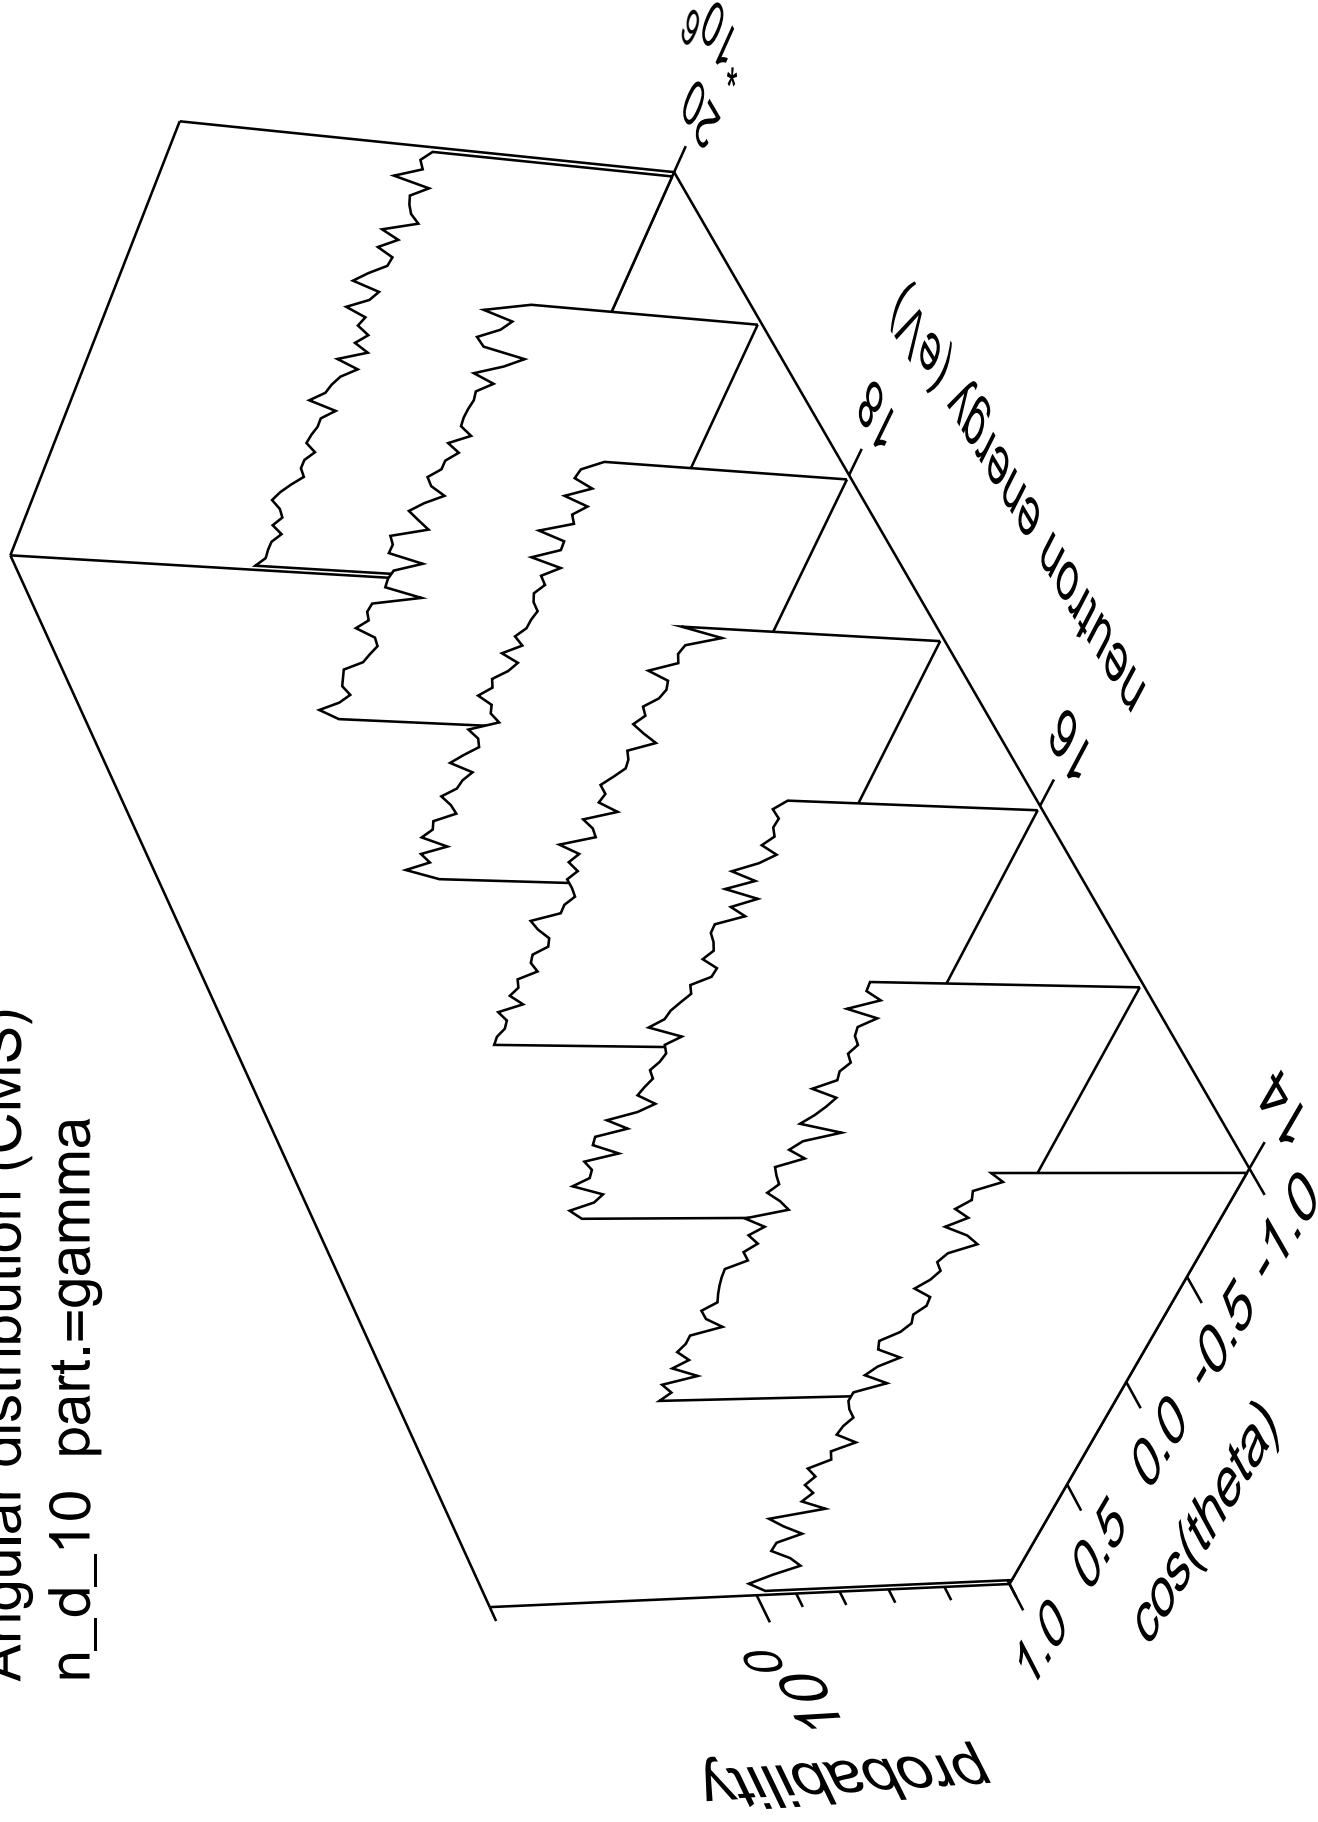 Angular distribution (CMS)
n_d_10 part.=gamma
probability
10^0
1.0 0.5 0.0 -0.5 -1.0
cos(theta)
14 16 18 20
* 10^6
neutron energy (eV)